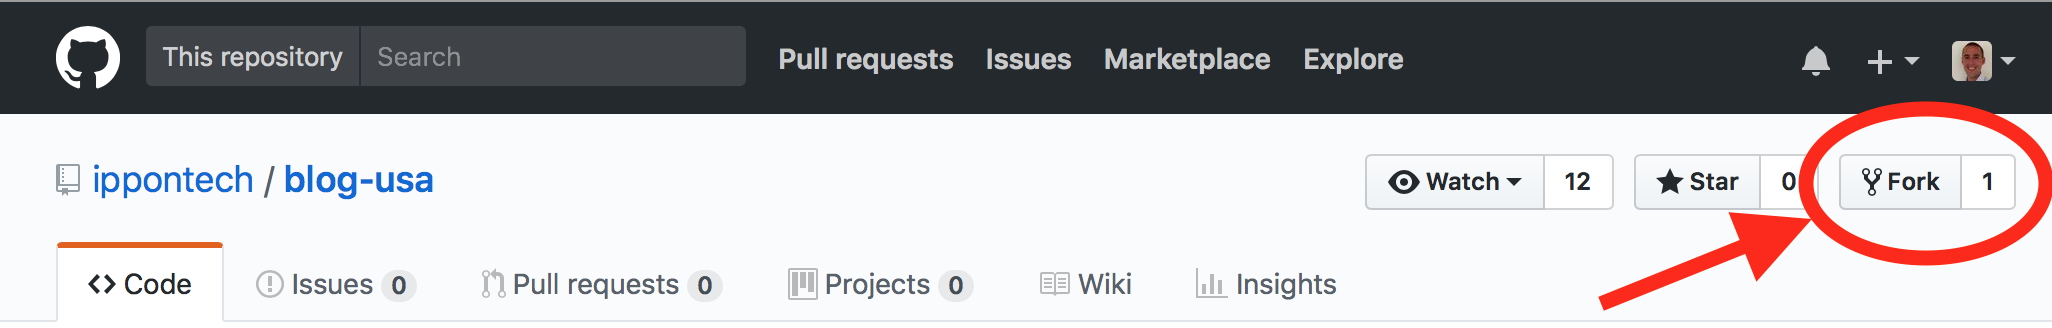 This repository Search Pull requests Issues Marketplace Explore
ippontech / blog-usa Watch 12 Star 0 Fork 1
Code Issues 0 Pull requests 0 Projects 0 Wiki Insights